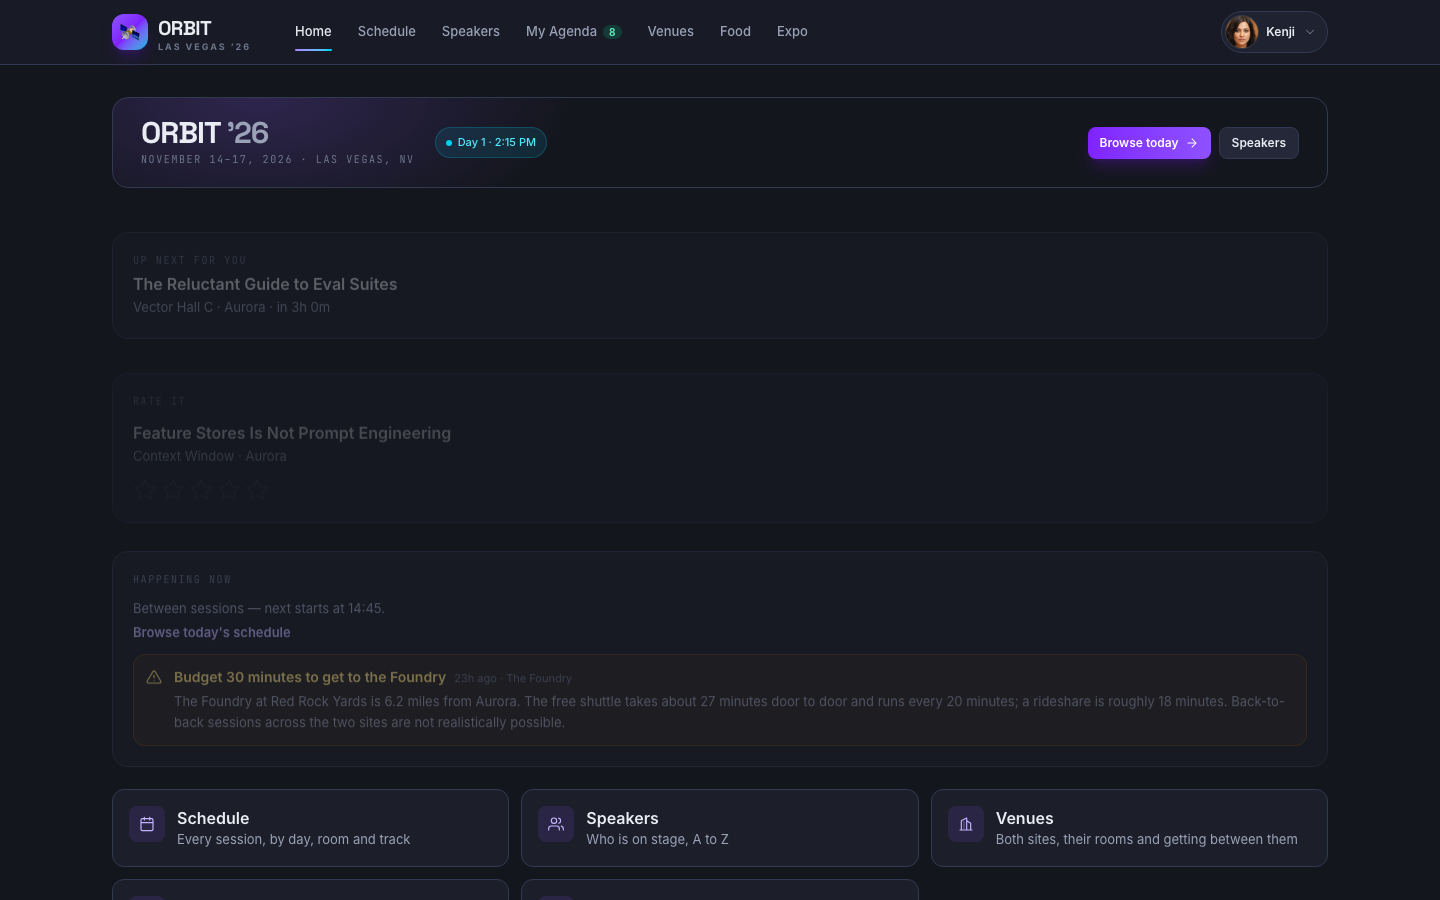 ORBIT
LAS VEGAS '26
Home
Schedule
Speakers
My Agenda 8
Venues
Food
Expo
Kenji
ORBIT ’26
NOVEMBER 14–17, 2026 · LAS VEGAS, NV
Day 1 · 2:15 PM
Browse today
Speakers
UP NEXT FOR YOU
The Reluctant Guide to Eval Suites
Vector Hall C · Aurora · in 3h 0m
RATE IT
Feature Stores Is Not Prompt Engineering
Context Window · Aurora
HAPPENING NOW
Between sessions — next starts at 14:45.
Browse today's schedule
Budget 30 minutes to get to the Foundry 23h ago · The Foundry
The Foundry at Red Rock Yards is 6.2 miles from Aurora. The free shuttle takes about 27 minutes door to door and runs every 20 minutes; a rideshare is roughly 18 minutes. Back-to-
back sessions across the two sites are not realistically possible.
Schedule
Every session, by day, room and track
Speakers
Who is on stage, A to Z
Venues
Both sites, their rooms and getting between them